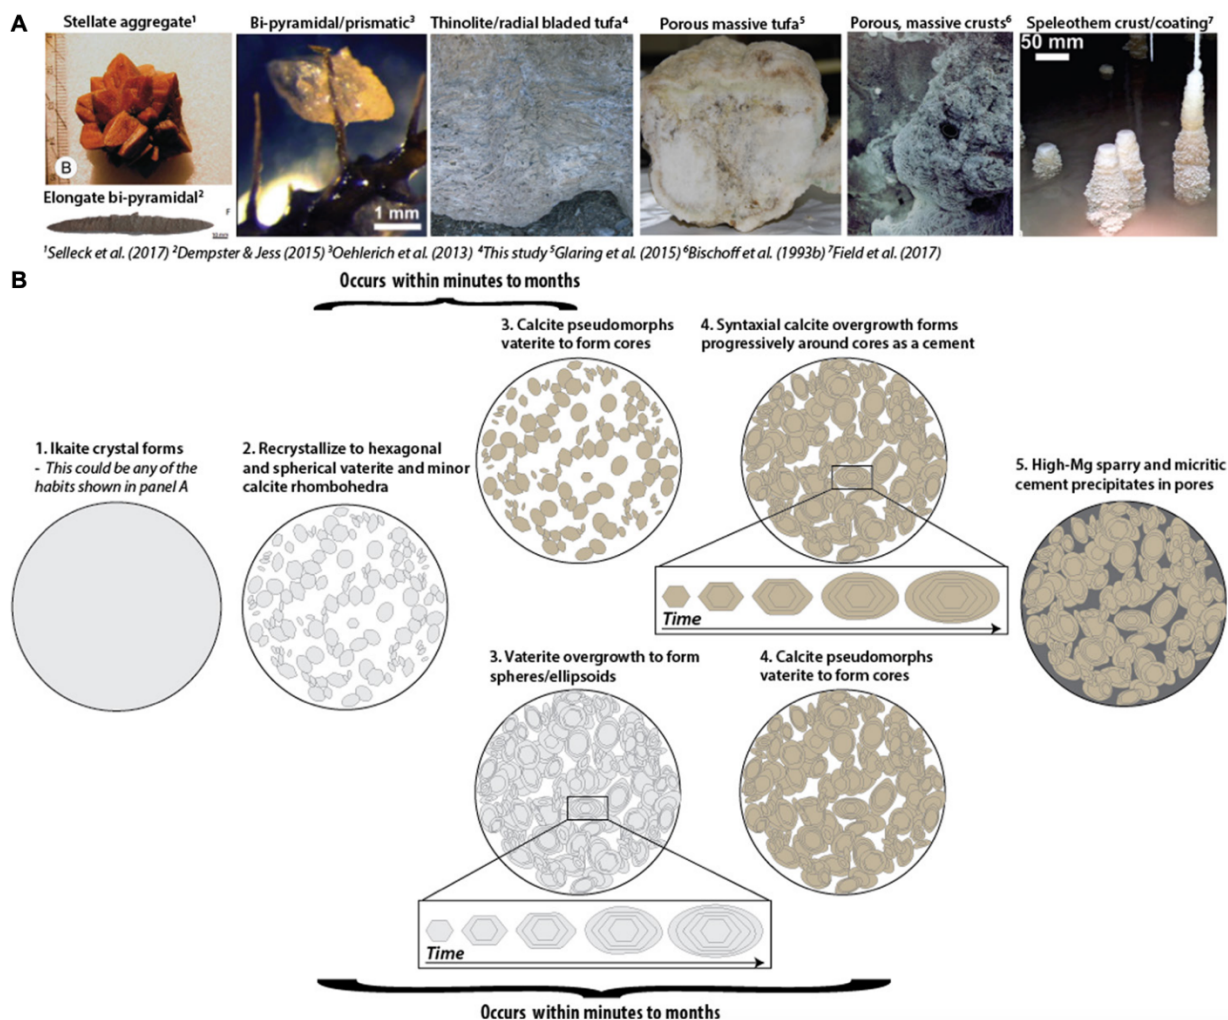 A
Stellate aggregate¹
Bi-pyramidal/prismatic³
Thinolite/radial bladed tufa⁴
Porous massive tufa⁵
Porous, massive crusts⁶
Speleothem crust/coating⁷
50 mm
B
Elongate bi-pyramidal²
F
1 mm
¹Selleck et al. (2017) ²Dempster & Jess (2015) ³Oehlerich et al. (2013) ⁴This study ⁵Glaring et al. (2015) ⁶Bischoff et al. (1993b) ⁷Field et al. (2017)
B
Occurs within minutes to months
3. Calcite pseudomorphs
vaterite to form cores
4. Syntaxial calcite overgrowth forms
progressively around cores as a cement
1. Ikaite crystal forms
- This could be any of the
habits shown in panel A
2. Recrystallize to hexagonal
and spherical vaterite and minor
calcite rhombohedra
5. High-Mg sparry and micritic
cement precipitates in pores
Time
3. Vaterite overgrowth to form
spheres/ellipsoids
4. Calcite pseudomorphs
vaterite to form cores
Time
Occurs within minutes to months